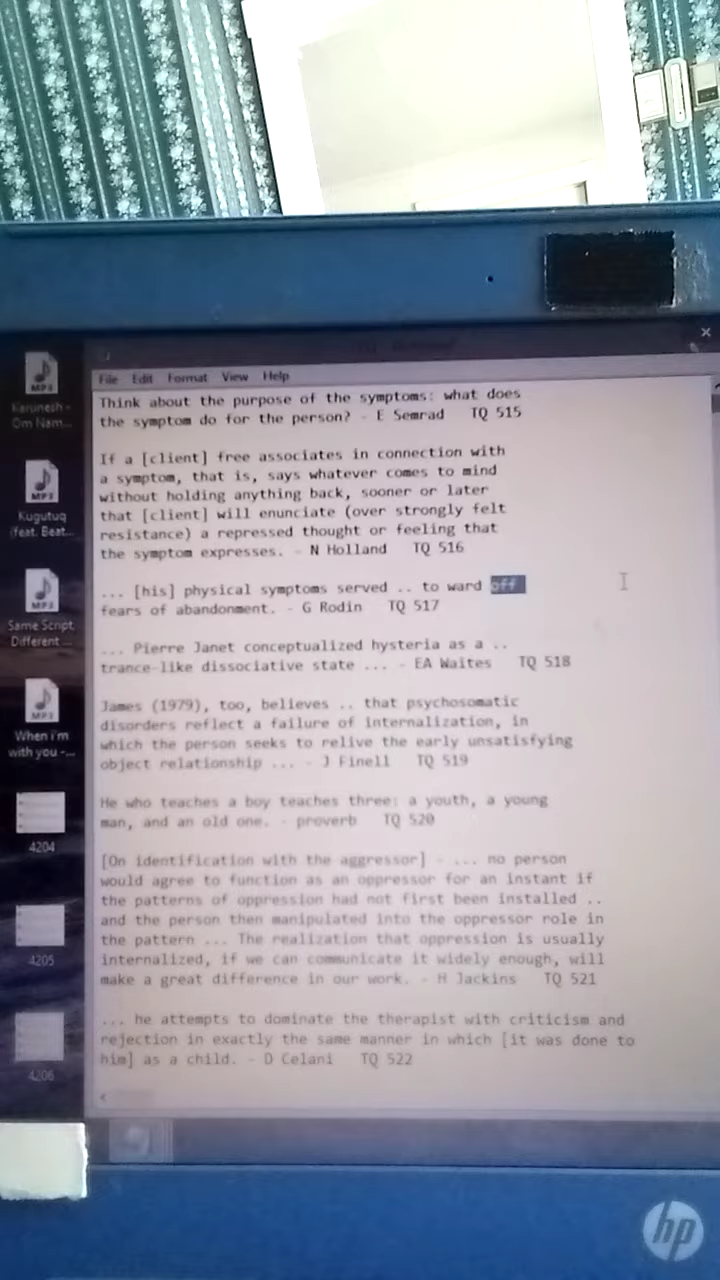 File Edit Format View Help
Think about the purpose of the symptoms: what does
the symptom do for the person? - E Semrad TQ 515
If a [client] free associates in connection with
a symptom, that is, says whatever comes to mind
without holding anything back, sooner or later
that [client] will enunciate (over strongly felt
resistance) a repressed thought or feeling that
the symptom expresses. - N Holland TQ 516
... [his] physical symptoms served .. to ward off
fears of abandonment. - G Rodin TQ 517
... Pierre Janet conceptualized hysteria as a ..
trance-like dissociative state ... - EA Waites TQ 518
James (1979), too, believes .. that psychosomatic
disorders reflect a failure of internalization, in
which the person seeks to relive the early unsatisfying
object relationship ... - J Finell TQ 519
He who teaches a boy teaches three: a youth, a young
man, and an old one. - proverb TQ 520
[On identification with the aggressor] - ... no person
would agree to function as an oppressor for an instant if
the patterns of oppression had not first been installed ..
and the person then manipulated into the oppressor role in
the pattern ... The realization that oppression is usually
internalized, if we can communicate it widely enough, will
make a great difference in our work. - H Jackins TQ 521
... he attempts to dominate the therapist with criticism and
rejection in exactly the same manner in which [it was done to
him] as a child. - D Celani TQ 522
MP3
Karunesh -
Om Nam...
MP3
Kugutuq
(feat. Beat...
MP3
Same Script,
Different ...
MP3
When i'm
with you -...
4204
4205
4206
hp